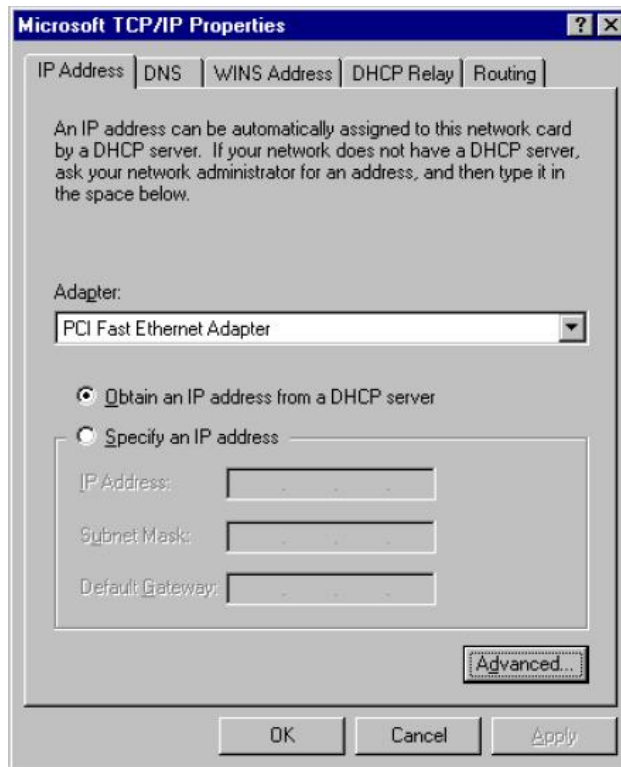 Microsoft TCP/IP Properties
IP Address DNS WINS Address DHCP Relay Routing
An IP address can be automatically assigned to this network card
by a DHCP server. If your network does not have a DHCP server,
ask your network administrator for an address, and then type it in
the space below.
Adapter:
PCI Fast Ethernet Adapter
Obtain an IP address from a DHCP server
Specify an IP address
IP Address:
Subnet Mask:
Default Gateway:
Advanced...
OK Cancel Apply